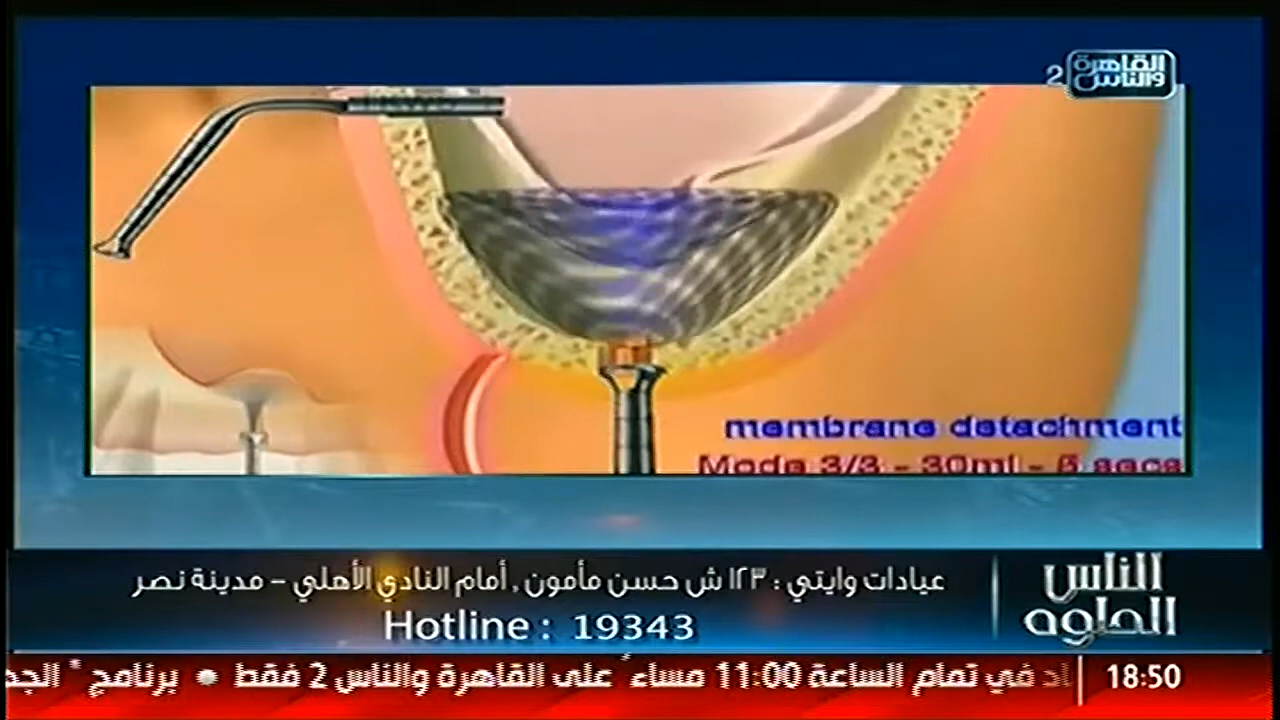 القاهرة
والناس 2
membrane detachment
Mode 3/3 - 30ml - 5 secs
الناس
الحلوه
عيادات وايتي : ١٢٣ ش حسن مأمون , أمام النادي الأهلي - مدينة نصر
Hotline : 19343
18:50
في تمام الساعة 11:00 مساءً على القاهرة والناس 2 فقط • برنامج "